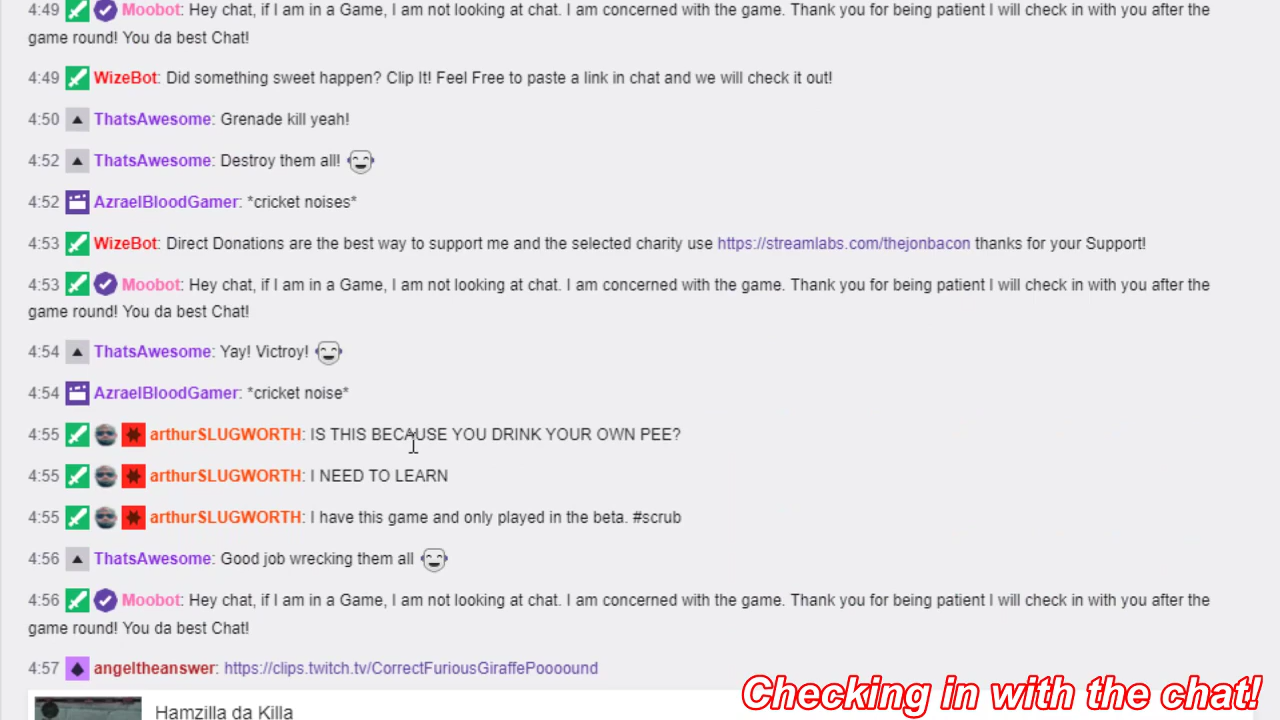 4:49 Moobot: Hey chat, if I am in a Game, I am not looking at chat. I am concerned with the game. Thank you for being patient I will check in with you after the
game round! You da best Chat!
4:49 WizeBot: Did something sweet happen? Clip It! Feel Free to paste a link in chat and we will check it out!
4:50 ThatsAwesome: Grenade kill yeah!
4:52 ThatsAwesome: Destroy them all!
4:52 AzraelBloodGamer: *cricket noises*
4:53 WizeBot: Direct Donations are the best way to support me and the selected charity use https://streamlabs.com/thejonbacon thanks for your Support!
4:53 Moobot: Hey chat, if I am in a Game, I am not looking at chat. I am concerned with the game. Thank you for being patient I will check in with you after the
game round! You da best Chat!
4:54 ThatsAwesome: Yay! Victroy!
4:54 AzraelBloodGamer: *cricket noise*
4:55 arthurSLUGWORTH: IS THIS BECAUSE YOU DRINK YOUR OWN PEE?
4:55 arthurSLUGWORTH: I NEED TO LEARN
4:55 arthurSLUGWORTH: I have this game and only played in the beta. #scrub
4:56 ThatsAwesome: Good job wrecking them all
4:56 Moobot: Hey chat, if I am in a Game, I am not looking at chat. I am concerned with the game. Thank you for being patient I will check in with you after the
game round! You da best Chat!
4:57 angeltheanswer: https://clips.twitch.tv/CorrectFuriousGiraffePoooound
Hamzilla da Killa
Checking in with the chat!